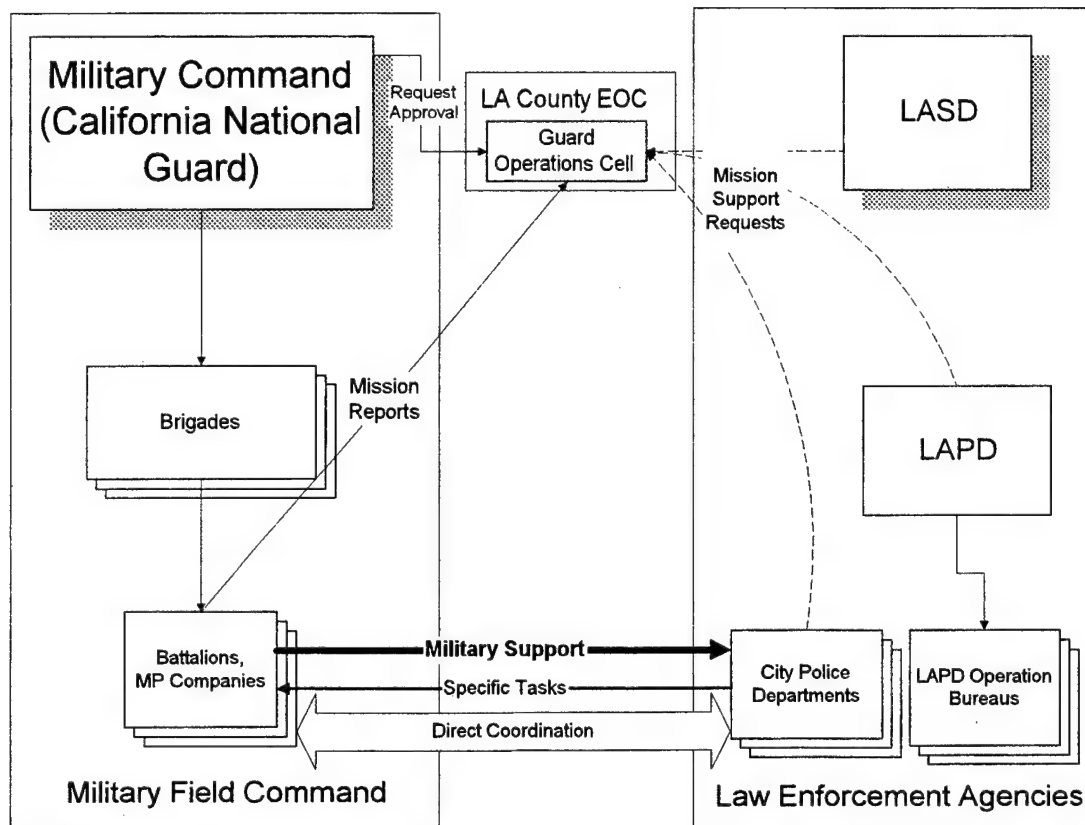 Military Command
(California National
Guard)
Request
Approval
LA County EOC
Guard
Operations Cell
LASD
Mission
Support
Requests
Brigades
Mission
Reports
LAPD
Battalions,
MP Companies
Military Support
Specific Tasks
Direct Coordination
City Police
Departments
LAPD Operation
Bureaus
Military Field Command
Law Enforcement Agencies